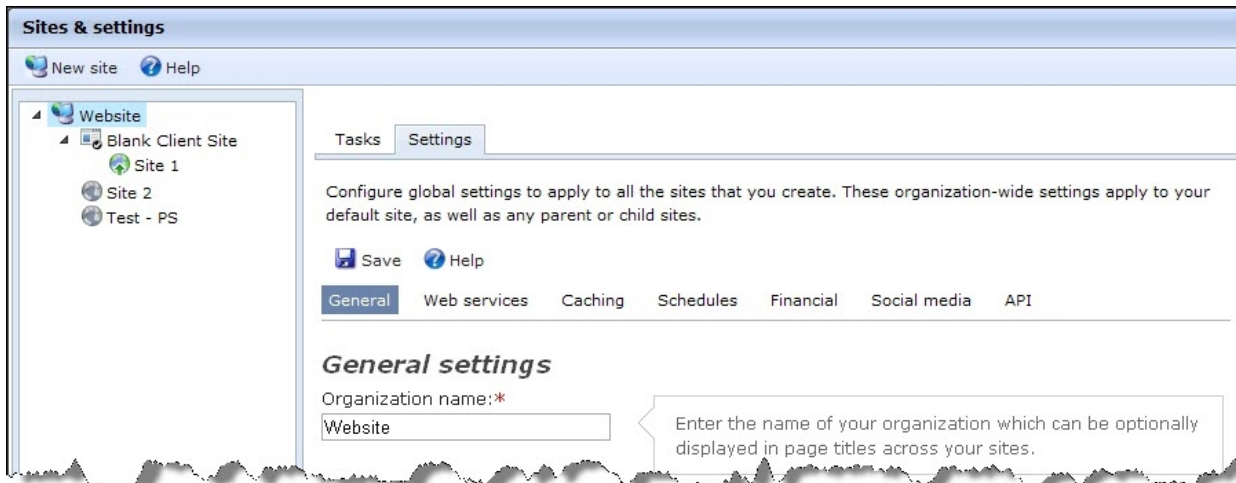 Sites & settings
New site Help
Website
Blank Client Site
Site 1
Site 2
Test - PS
Tasks Settings
Configure global settings to apply to all the sites that you create. These organization-wide settings apply to your
default site, as well as any parent or child sites.
Save Help
General Web services Caching Schedules Financial Social media API
General settings
Organization name:*
Website
Enter the name of your organization which can be optionally
displayed in page titles across your sites.